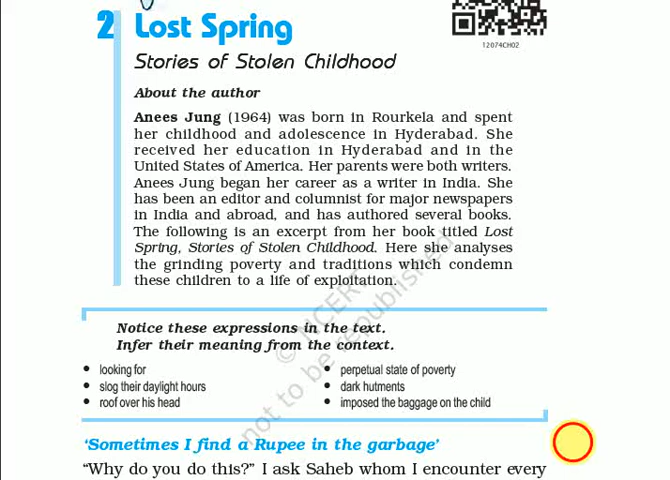 2 Lost Spring
Stories of Stolen Childhood
12074CH02
About the author
Anees Jung (1964) was born in Rourkela and spent
her childhood and adolescence in Hyderabad. She
received her education in Hyderabad and in the
United States of America. Her parents were both writers.
Anees Jung began her career as a writer in India. She
has been an editor and columnist for major newspapers
in India and abroad, and has authored several books.
The following is an excerpt from her book titled Lost
Spring, Stories of Stolen Childhood. Here she analyses
the grinding poverty and traditions which condemn
these children to a life of exploitation.
Notice these expressions in the text.
Infer their meaning from the context.
• looking for
• slog their daylight hours
• roof over his head
• perpetual state of poverty
• dark hutments
• imposed the baggage on the child
© NCERT
not to be republished
‘Sometimes I find a Rupee in the garbage’
“Why do you do this?” I ask Saheb whom I encounter every